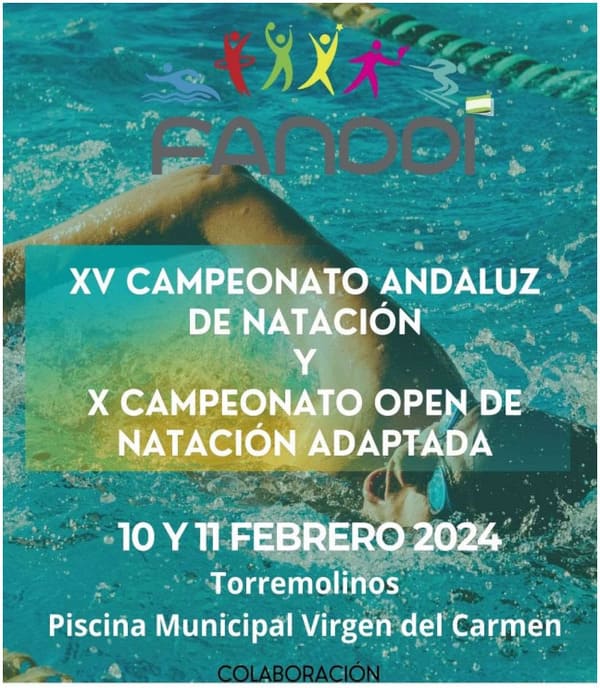 FANDDI
XV CAMPEONATO ANDALUZ
DE NATACIÓN
Y
X CAMPEONATO OPEN DE
NATACIÓN ADAPTADA
10 Y 11 FEBRERO 2024
Torremolinos
Piscina Municipal Virgen del Carmen
COLABORACIÓN